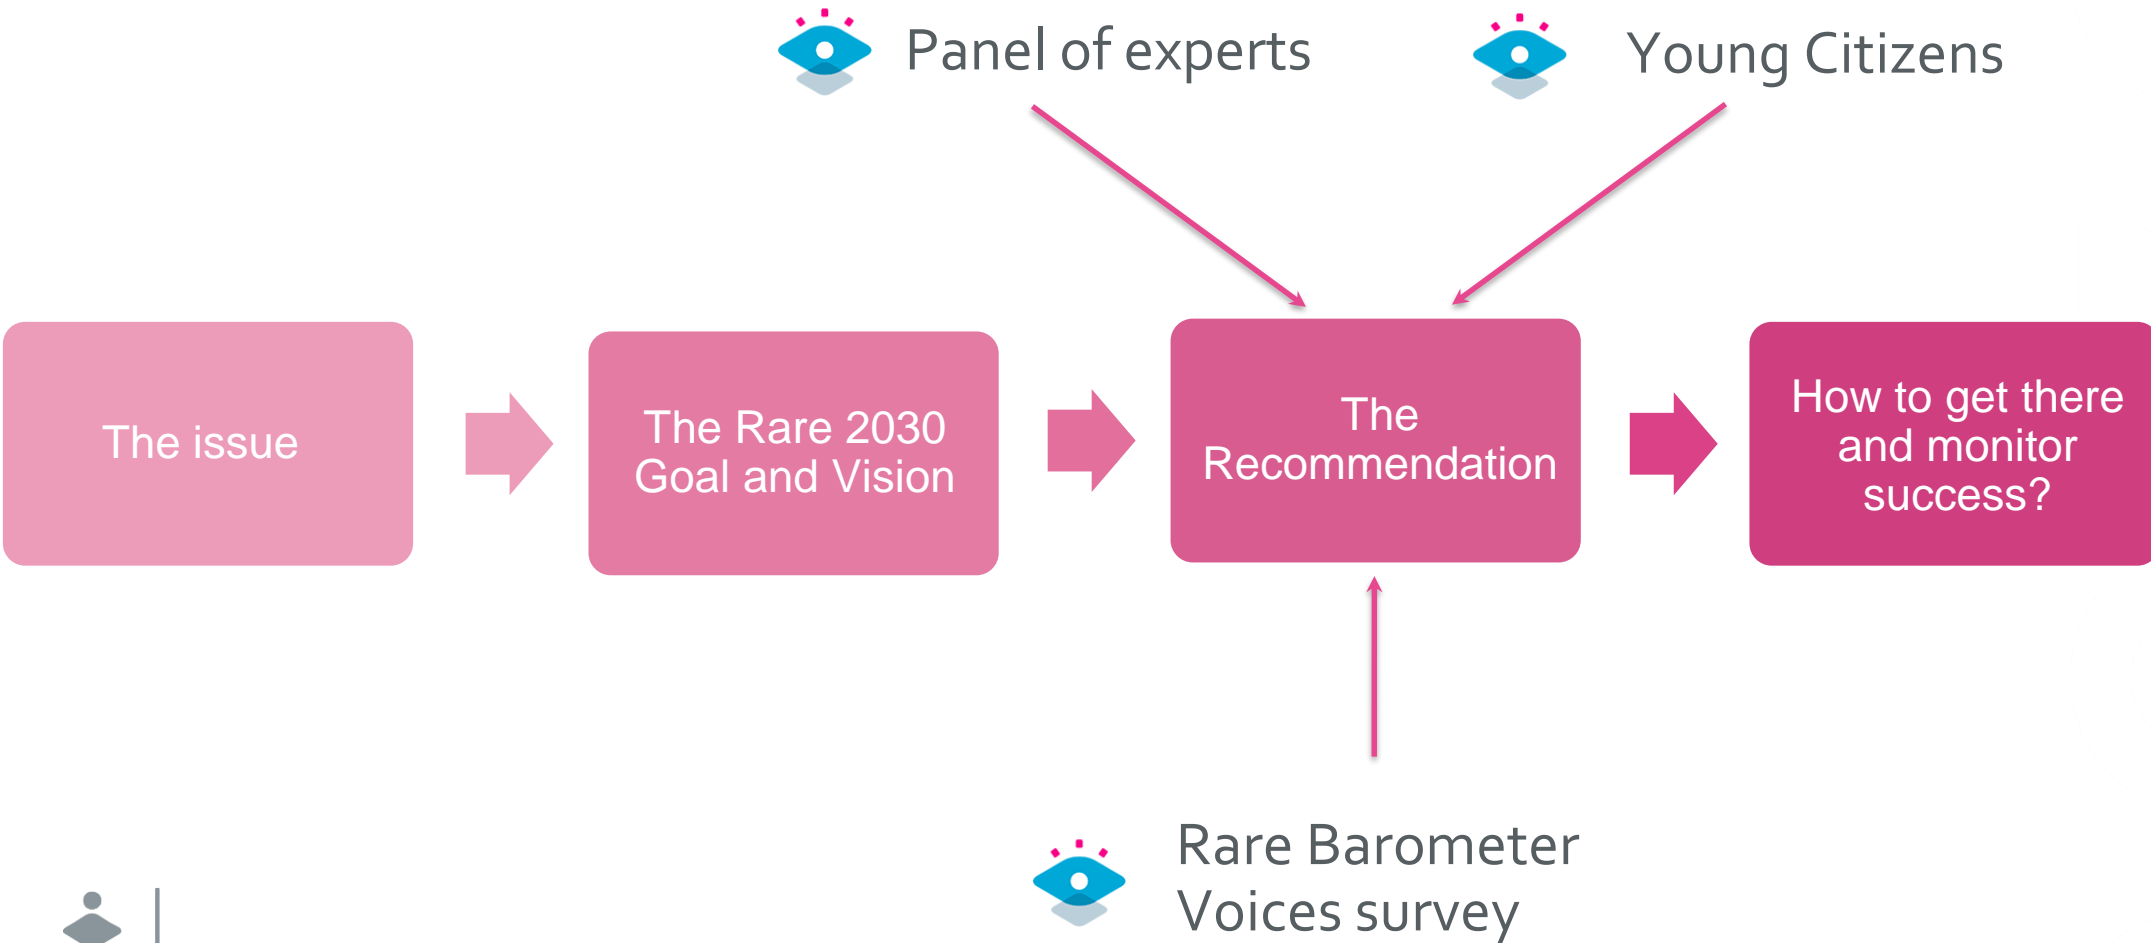 Panel of experts
Young Citizens
The issue
The Rare 2030
Goal and Vision
The
Recommendation
How to get there
and monitor
success?
Rare Barometer
Voices survey